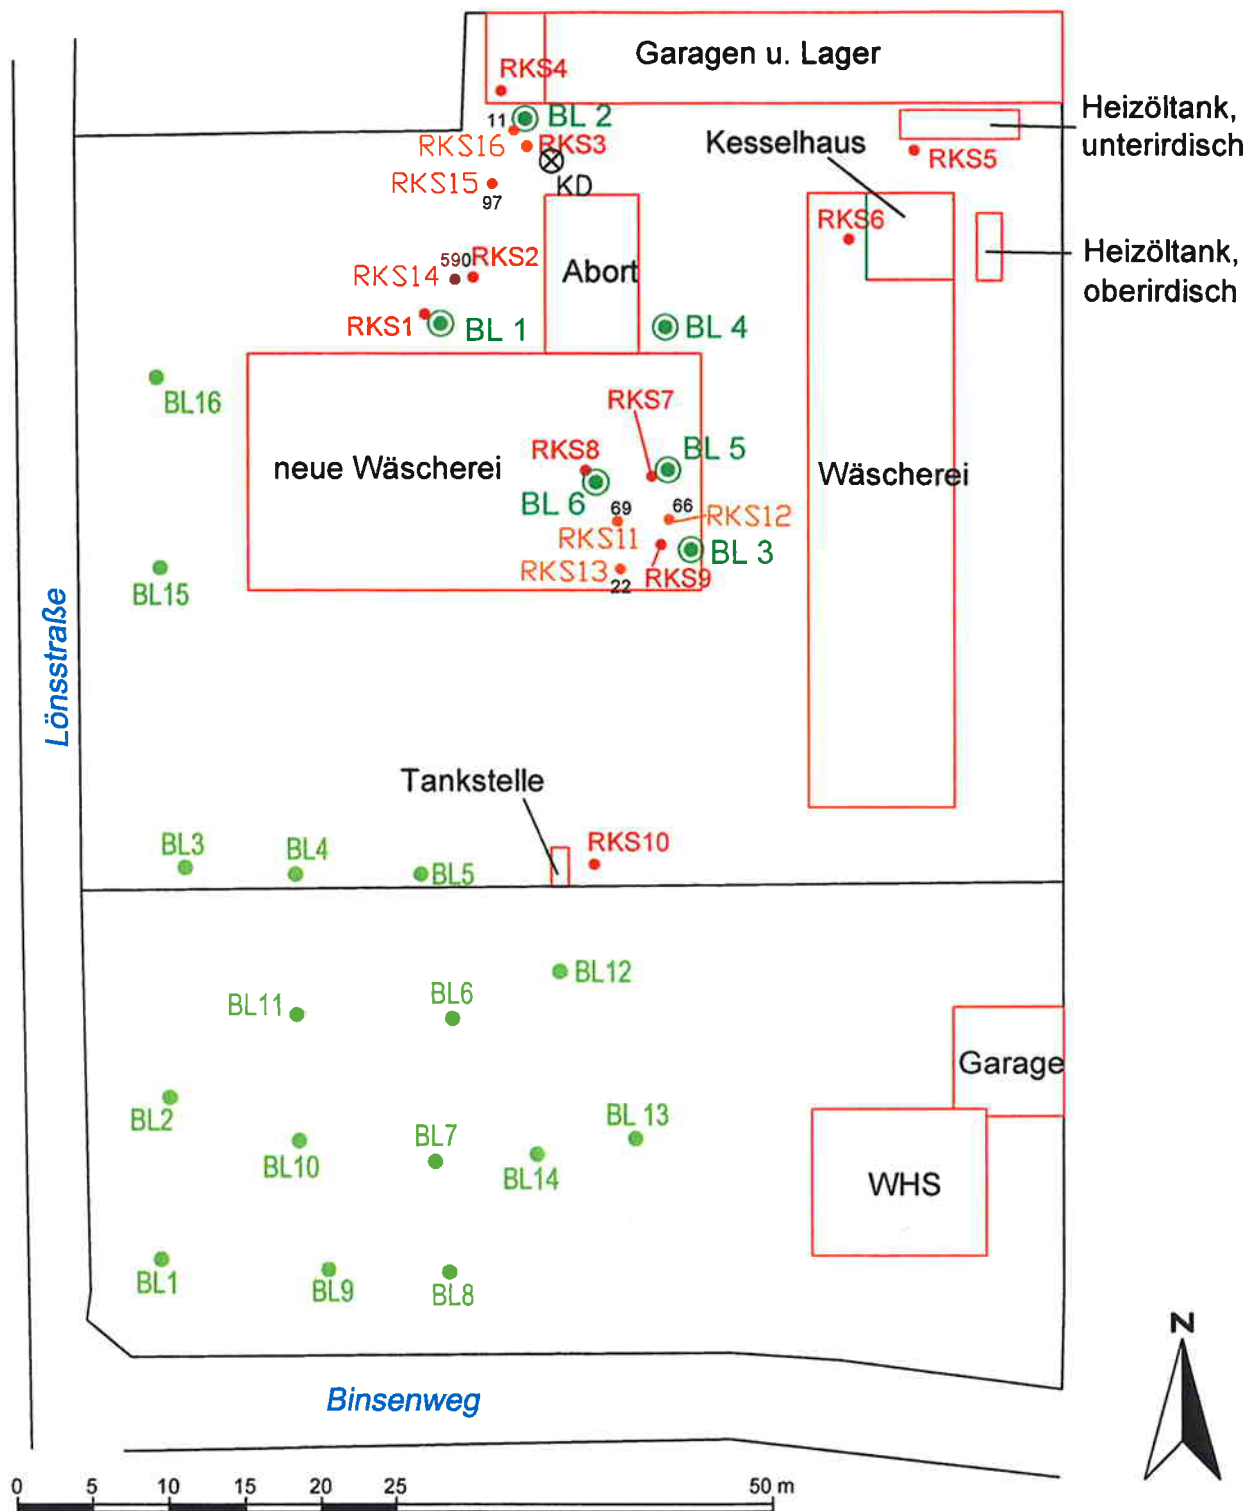 Garagen u. Lager
RKS4
Heizöltank,
unterirdisch
11
BL 2
RKS16
RKS3
Kesselhaus
RKS5
RKS15
KD
97
RKS6
590
RKS2
RKS14
Abort
Heizöltank,
oberirdisch
RKS1
BL 1
BL 4
BL16
RKS7
RKS8
BL 5
neue Wäscherei
Wäscherei
BL 6
69
66
RKS12
RKS11
BL 3
RKS13
RKS9
22
BL15
Lönsstraße
Tankstelle
BL3
BL4
BL5
RKS10
BL12
BL11
BL6
Garage
BL2
BL 13
BL10
BL7
BL14
WHS
BL1
BL9
BL8
N
Binsenweg
0 5 10 15 20 25 50 m